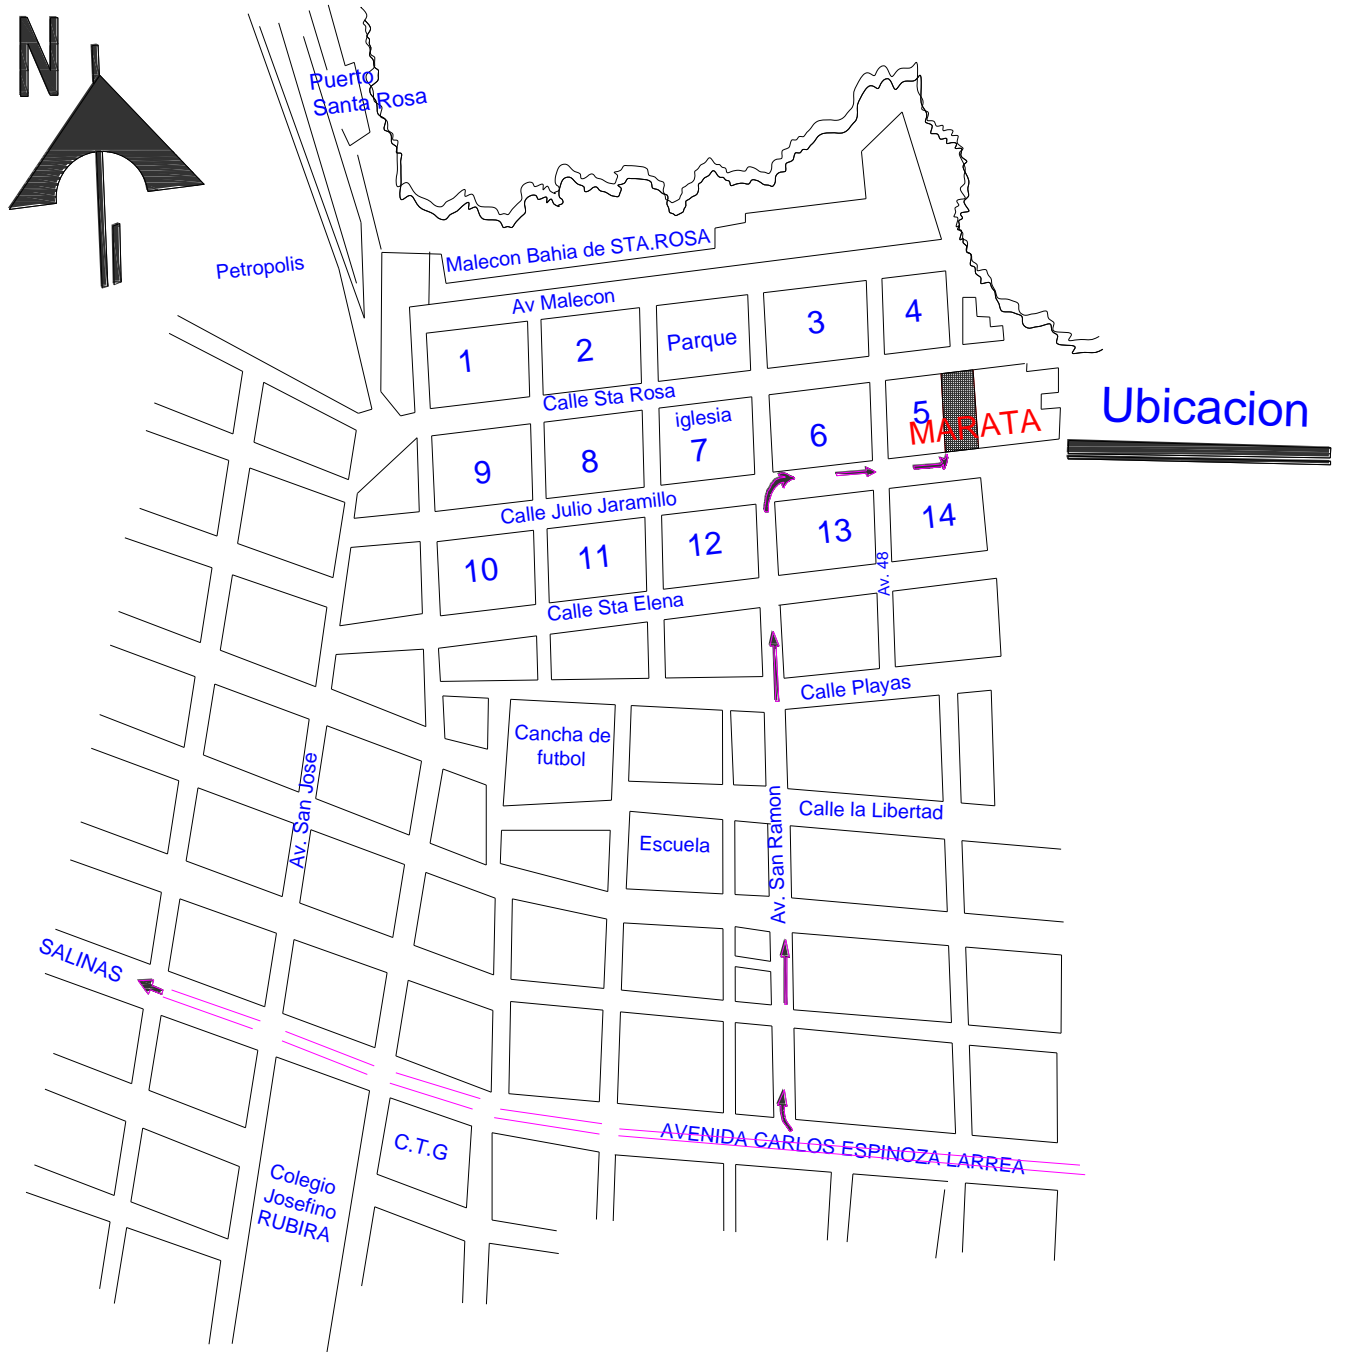 N
Puerto
Santa Rosa
Petropolis
Malecon Bahia de STA.ROSA
Av Malecon
1
2
Parque
3
4
Calle Sta Rosa
iglesia
5
MARATA
Ubicacion
9
8
7
6
Calle Julio Jaramillo
10
11
12
13
14
Av. 48
Calle Sta Elena
Calle Playas
Cancha de
futbol
Av. San Jose
Calle la Libertad
Escuela
Av. San Ramon
SALINAS
AVENIDA CARLOS ESPINOZA LARREA
C.T.G
Colegio
Josefino
RUBIRA